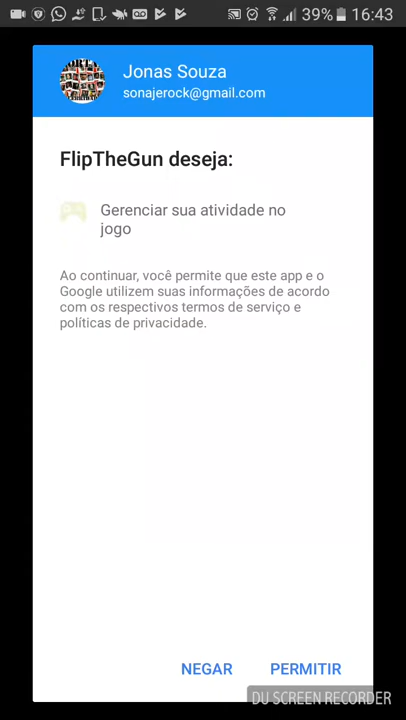 39% 16:43
Jonas Souza
sonajerock@gmail.com
FlipTheGun deseja:
Gerenciar sua atividade no
jogo
Ao continuar, você permite que este app e o
Google utilizem suas informações de acordo
com os respectivos termos de serviço e
políticas de privacidade.
NEGAR PERMITIR
DU SCREEN RECORDER